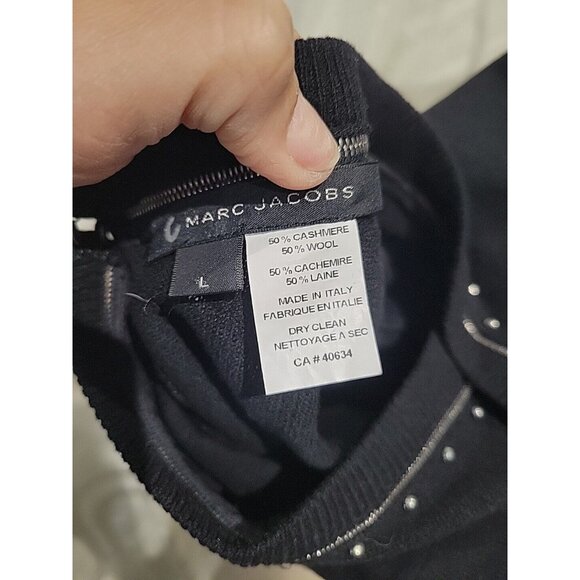 MARC JACOBS
L
50% CASHMERE
50% WOOL
50% CACHEMIRE
50% LAINE
MADE IN ITALY
FABRIQUE EN ITALIE
DRY CLEAN
NETTOYAGE A SEC
CA # 40634